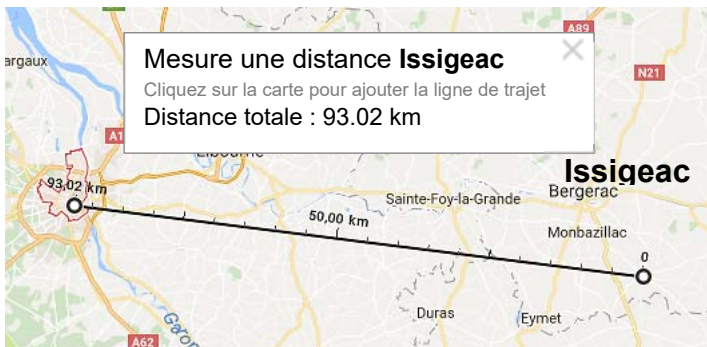 A89
Mesure une distance Issigeac
argaux
N21
Cliquez sur la carte pour ajouter la ligne de trajet
Distance totale : 93.02 km
A1
Libourne
Issigeac
93,02 km
Bergerac
Sainte-Foy-la-Grande
50,00 km
Monbazillac
0
Duras
Eymet
A62
Garon